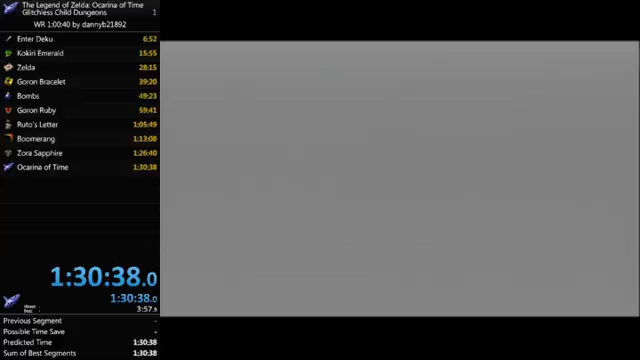 The Legend of Zelda: Ocarina of Time
Glitchless Child Dungeons 1
WR 1:00:40 by dannyb21892
Enter Deku 6:52
Kokiri Emerald 15:55
Zelda 28:15
Goron Bracelet 39:20
Bombs 49:23
Goron Ruby 59:41
Ruto's Letter 1:05:49
Boomerang 1:13:08
Zora Sapphire 1:26:40
Ocarina of Time 1:30:38
1:30:38.0
1:30:38.0
Best: -
3:57.9
Previous Segment -
Possible Time Save -
Predicted Time 1:30:38
Sum of Best Segments 1:30:38